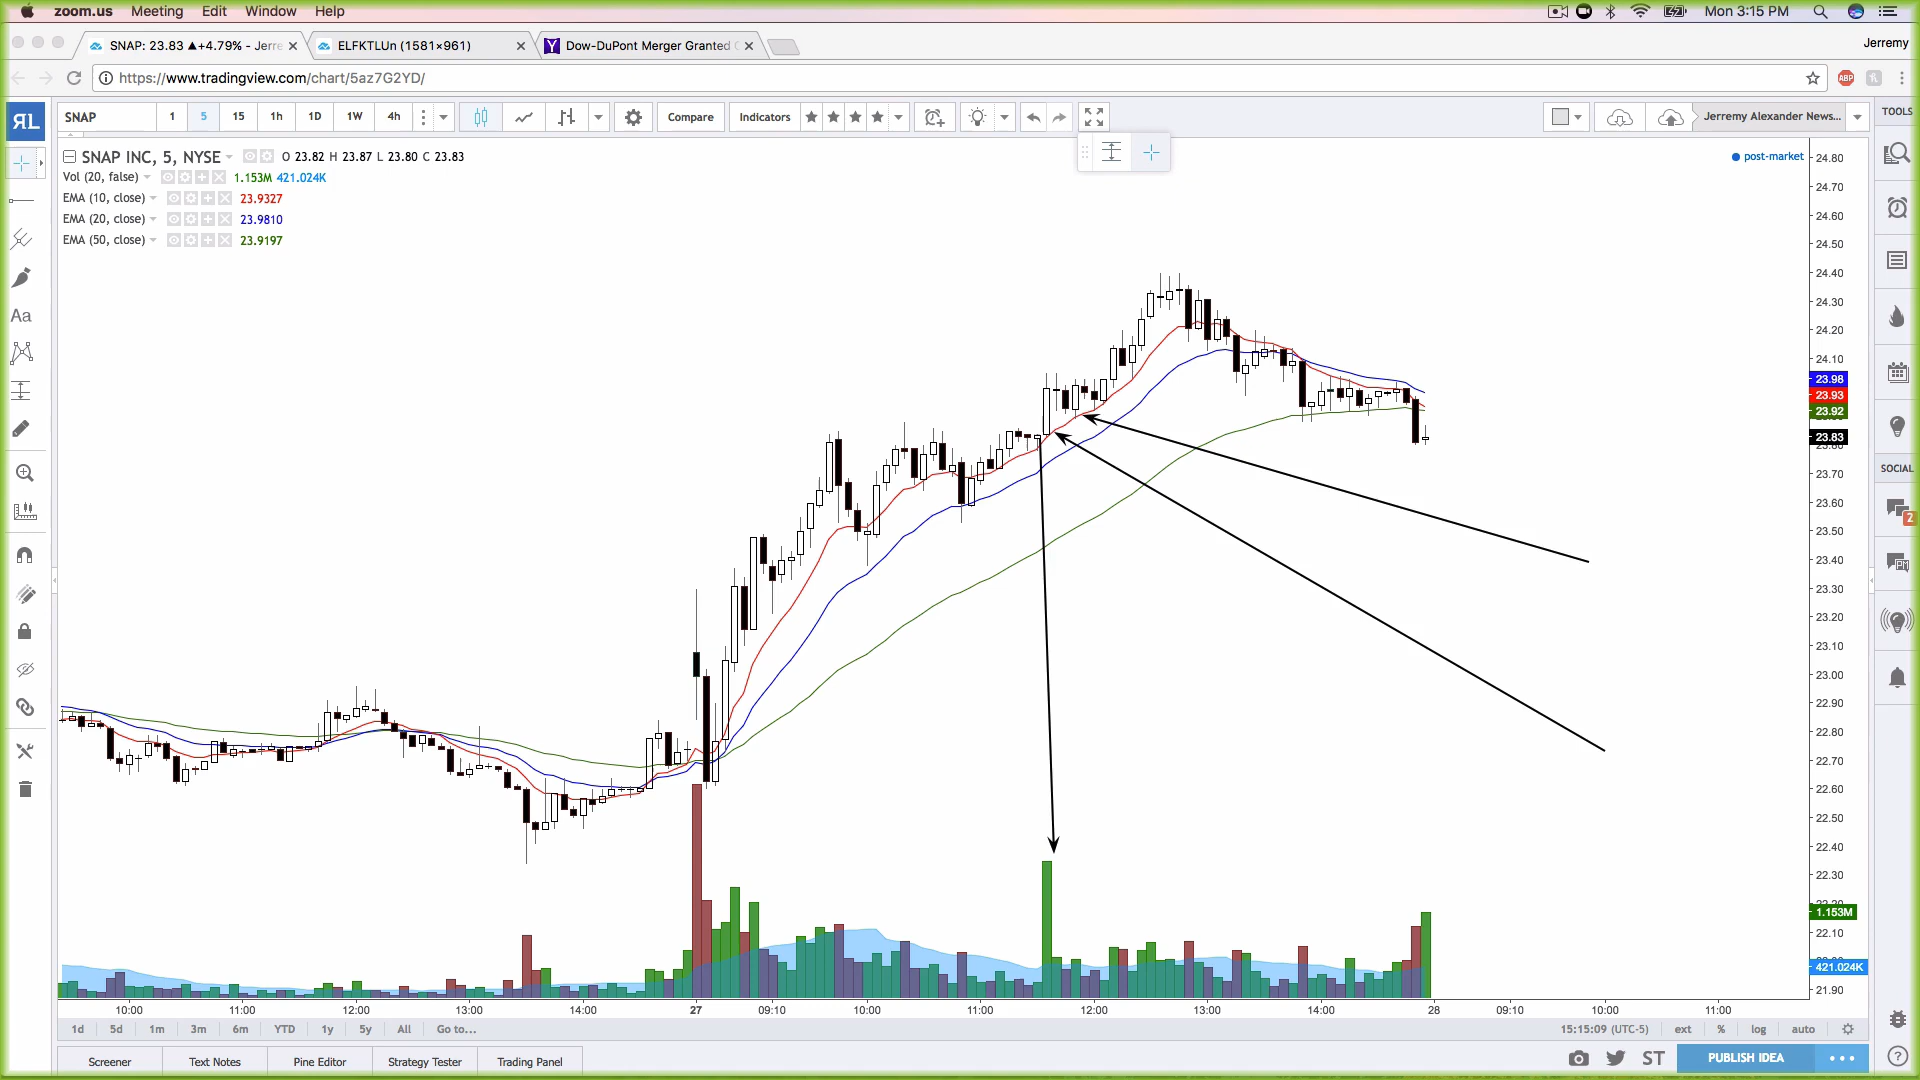 zoom.us Meeting Edit Window Help Mon 3:15 PM
SNAP: 23.83 ▲+4.79% - Jerre ELFKTLUn (1581×961) Dow-DuPont Merger Granted Jerremy
https://www.tradingview.com/chart/5az7G2YD/ ABP
SNAP 1 5 15 1h 1D 1W 4h Compare Indicators Jerremy Alexander News... TOOLS
SNAP INC, 5, NYSE O 23.82 H 23.87 L 23.80 C 23.83 post-market
Vol (20, false) 1.153M 421.024K
EMA (10, close) 23.9327
EMA (20, close) 23.9810
EMA (50, close) 23.9197
Aa
24.80
24.70
24.60
24.50
24.40
24.30
24.20
24.10
23.98
23.93
23.92
23.83
23.70
23.60
23.50
23.40
23.30
23.20
23.10
23.00
22.90
22.80
22.70
22.60
22.50
22.40
22.30
1.153M
22.10
421.024K
21.90
SOCIAL
2
10:00 11:00 12:00 13:00 14:00 27 09:10 10:00 11:00 12:00 13:00 14:00 28 09:10 10:00 11:00
1d 5d 1m 3m 6m YTD 1y 5y All Go to... 15:15:09 (UTC-5) ext % log auto
Screener Text Notes Pine Editor Strategy Tester Trading Panel ST PUBLISH IDEA